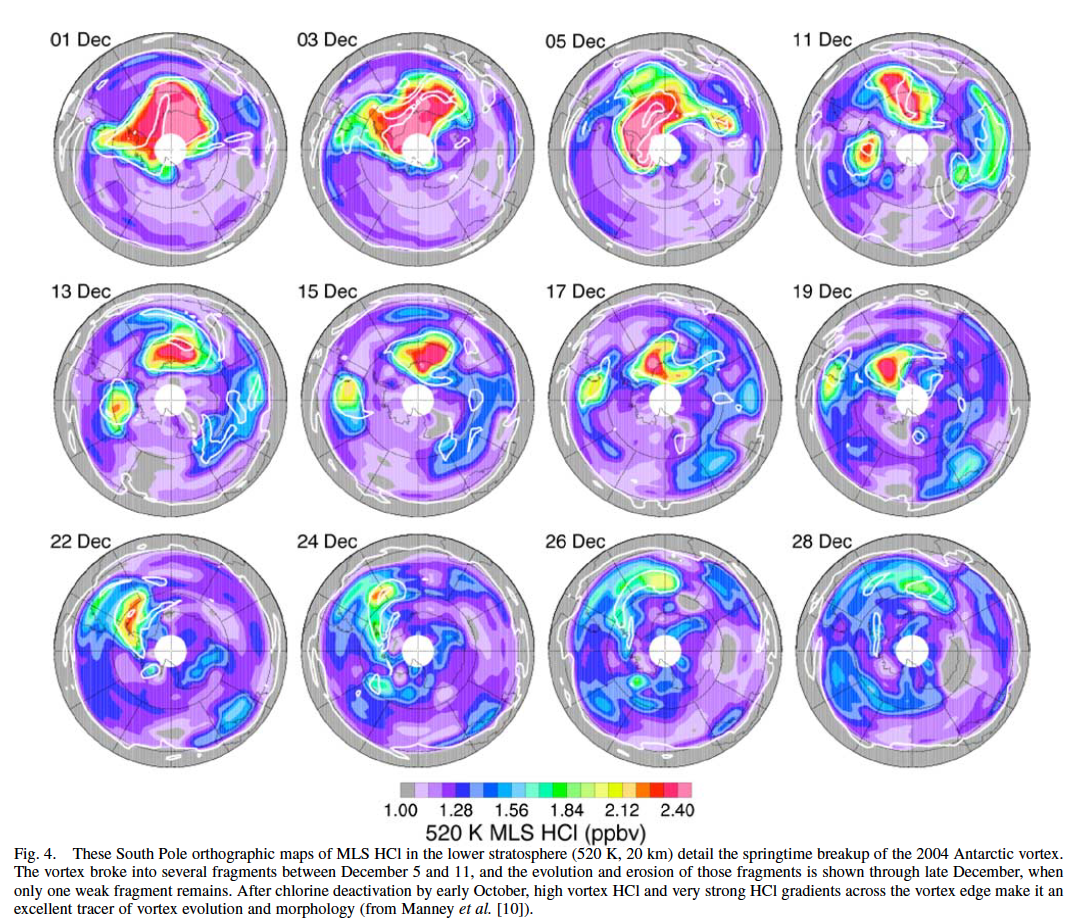 01 Dec
03 Dec
05 Dec
11 Dec
13 Dec
15 Dec
17 Dec
19 Dec
22 Dec
24 Dec
26 Dec
28 Dec
1.00 1.28 1.56 1.84 2.12 2.40
520 K MLS HCl (ppbv)
Fig. 4. These South Pole orthographic maps of MLS HCl in the lower stratosphere (520 K, 20 km) detail the springtime breakup of the 2004 Antarctic vortex.
The vortex broke into several fragments between December 5 and 11, and the evolution and erosion of those fragments is shown through late December, when
only one weak fragment remains. After chlorine deactivation by early October, high vortex HCl and very strong HCl gradients across the vortex edge make it an
excellent tracer of vortex evolution and morphology (from Manney et al. [10]).